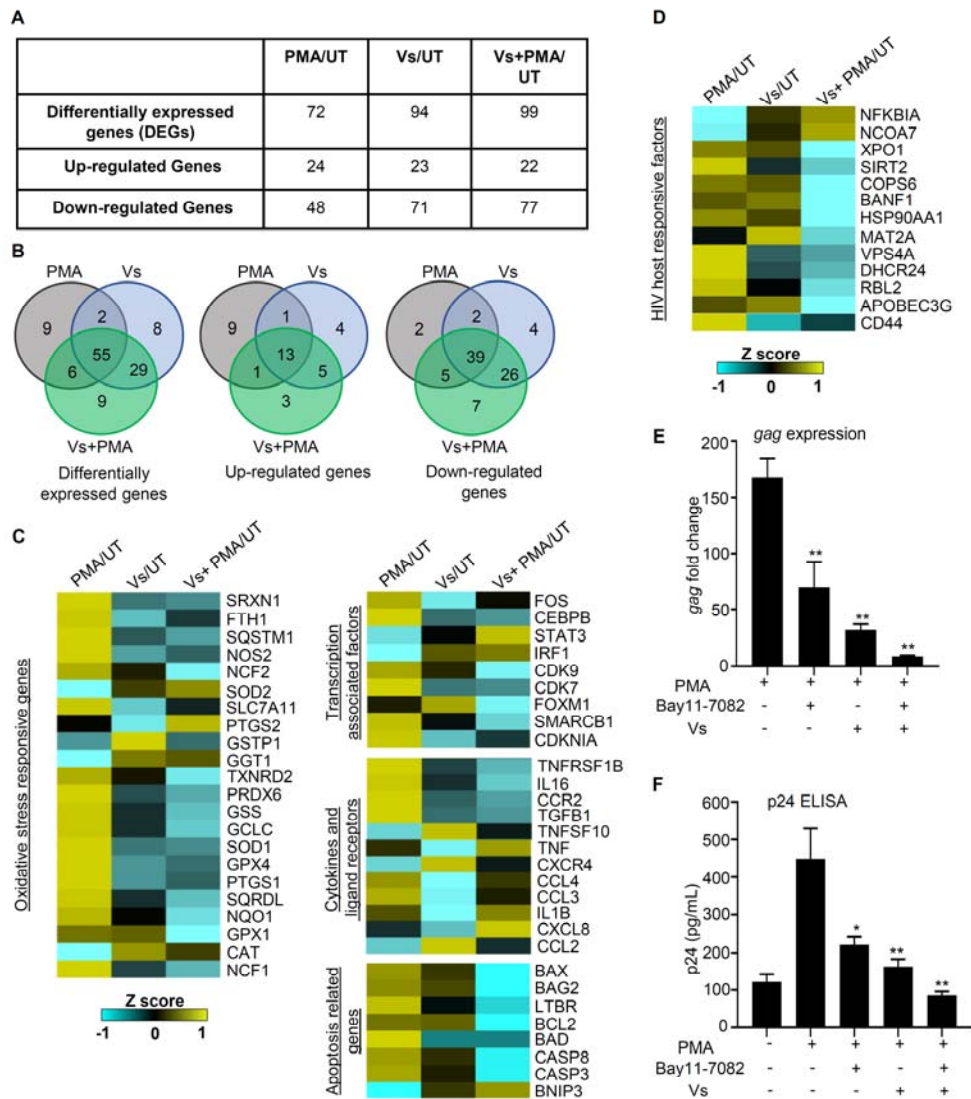 A
PMA/UT Vs/UT Vs+PMA/
UT
Differentially expressed
genes (DEGs) 72 94 99
Up-regulated Genes 24 23 22
Down-regulated Genes 48 71 77
B
PMA Vs
9 2 8
55
6 29
9
Vs+PMA
Differentially
expressed genes
PMA Vs
9 1 4
13
1 5
3
Vs+PMA
Up-regulated genes
PMA Vs
2 2 4
39
5 26
7
Vs+PMA
Down-regulated
genes
C
PMA/UT Vs/UT Vs+ PMA/UT
Oxidative stress responsive genes
SRXN1
FTH1
SQSTM1
NOS2
NCF2
SOD2
SLC7A11
PTGS2
GSTP1
GGT1
TXNRD2
PRDX6
GSS
GCLC
SOD1
GPX4
PTGS1
SQRDL
NQO1
GPX1
CAT
NCF1
Z score
-1 0 1
PMA/UT Vs/UT Vs+ PMA/UT
Transcription
associated factors
FOS
CEBPB
STAT3
IRF1
CDK9
CDK7
FOXM1
SMARCB1
CDKNIA
Cytokines and
ligand receptors
TNFRSF1B
IL16
CCR2
TGFB1
TNFSF10
TNF
CXCR4
CCL4
CCL3
IL1B
CXCL8
CCL2
Apoptosis related
genes
BAX
BAG2
LTBR
BCL2
BAD
CASP8
CASP3
BNIP3
D
PMA/UT Vs/UT Vs+ PMA/UT
HIV host responsive factors
NFKBIA
NCOA7
XPO1
SIRT2
COPS6
BANF1
HSP90AA1
MAT2A
VPS4A
DHCR24
RBL2
APOBEC3G
CD44
Z score
-1 0 1
E
gag expression
gag fold change
200
150
100
50
0
** ** **
PMA + + + +
Bay11-7082 - + - +
Vs - - + +
F
p24 ELISA
p24 (pg/mL)
600
500
400
300
200
100
0
* ** **
PMA - + + + +
Bay11-7082 - - + - +
Vs - - - + +